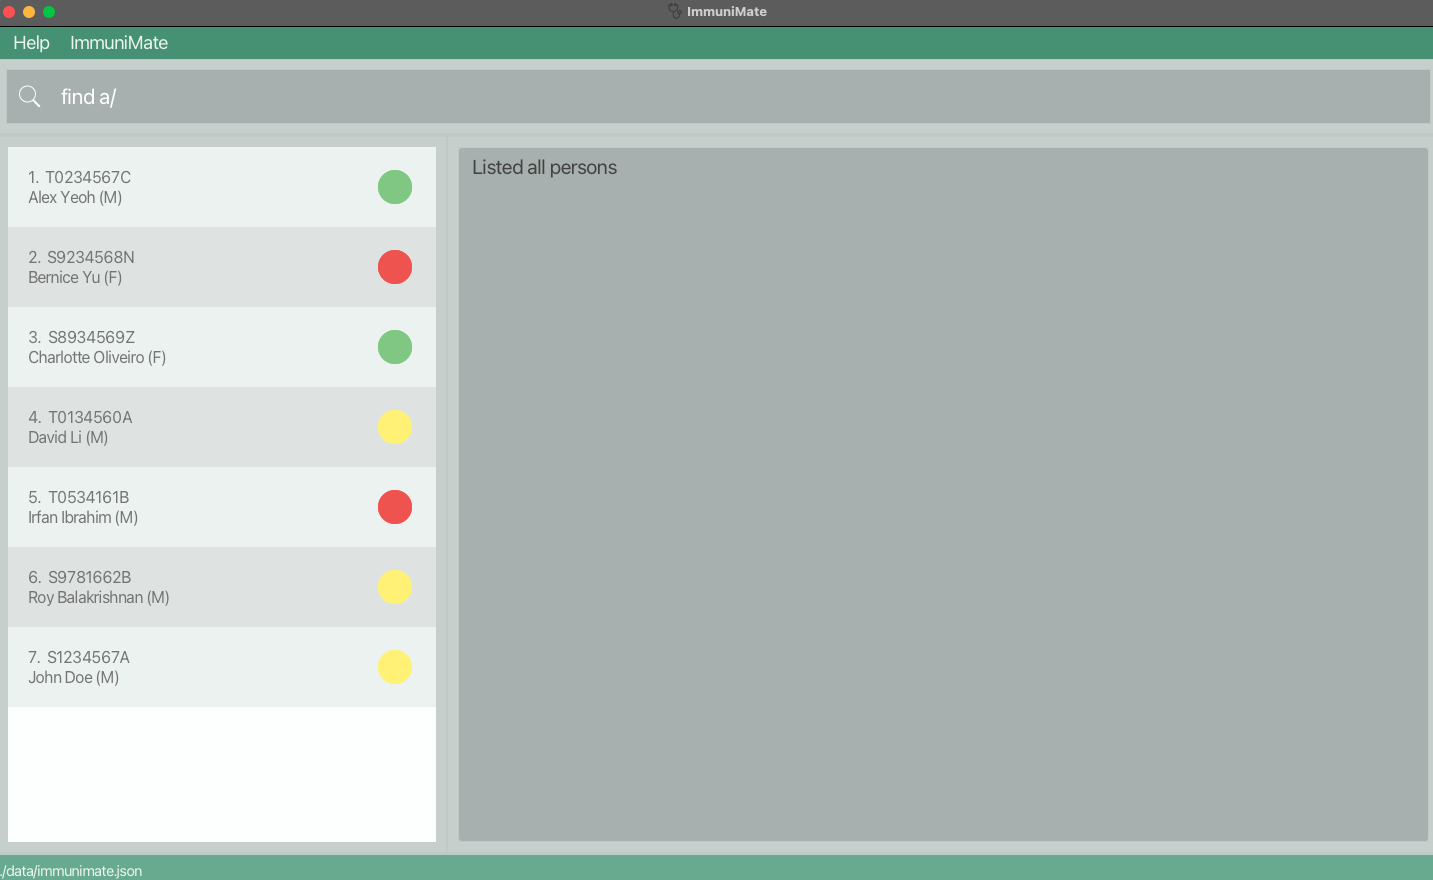 ImmuniMate
Help ImmuniMate
find a/
1. T0234567C
Alex Yeoh (M)
2. S9234568N
Bernice Yu (F)
3. S8934569Z
Charlotte Oliveiro (F)
4. T0134560A
David Li (M)
5. T0534161B
Irfan Ibrahim (M)
6. S9781662B
Roy Balakrishnan (M)
7. S1234567A
John Doe (M)
Listed all persons
./data/immunimate.json